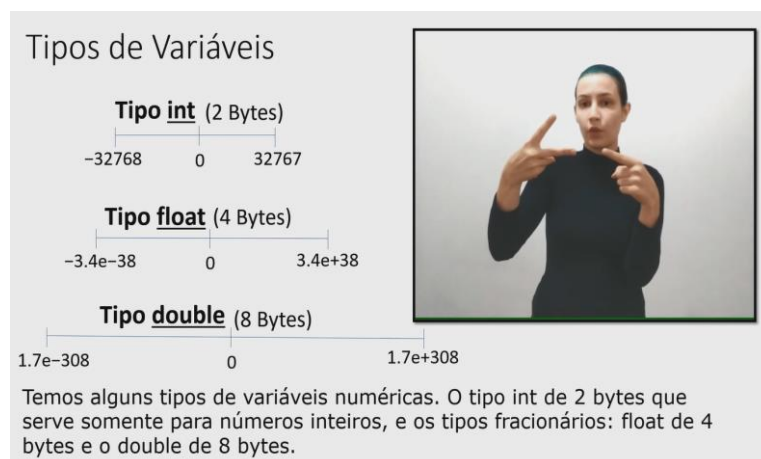 Tipos de Variáveis
Tipo int (2 Bytes)
−32768 0 32767
Tipo float (4 Bytes)
−3.4e−38 0 3.4e+38
Tipo double (8 Bytes)
1.7e−308 0 1.7e+308
Temos alguns tipos de variáveis numéricas. O tipo int de 2 bytes que
serve somente para números inteiros, e os tipos fracionários: float de 4
bytes e o double de 8 bytes.